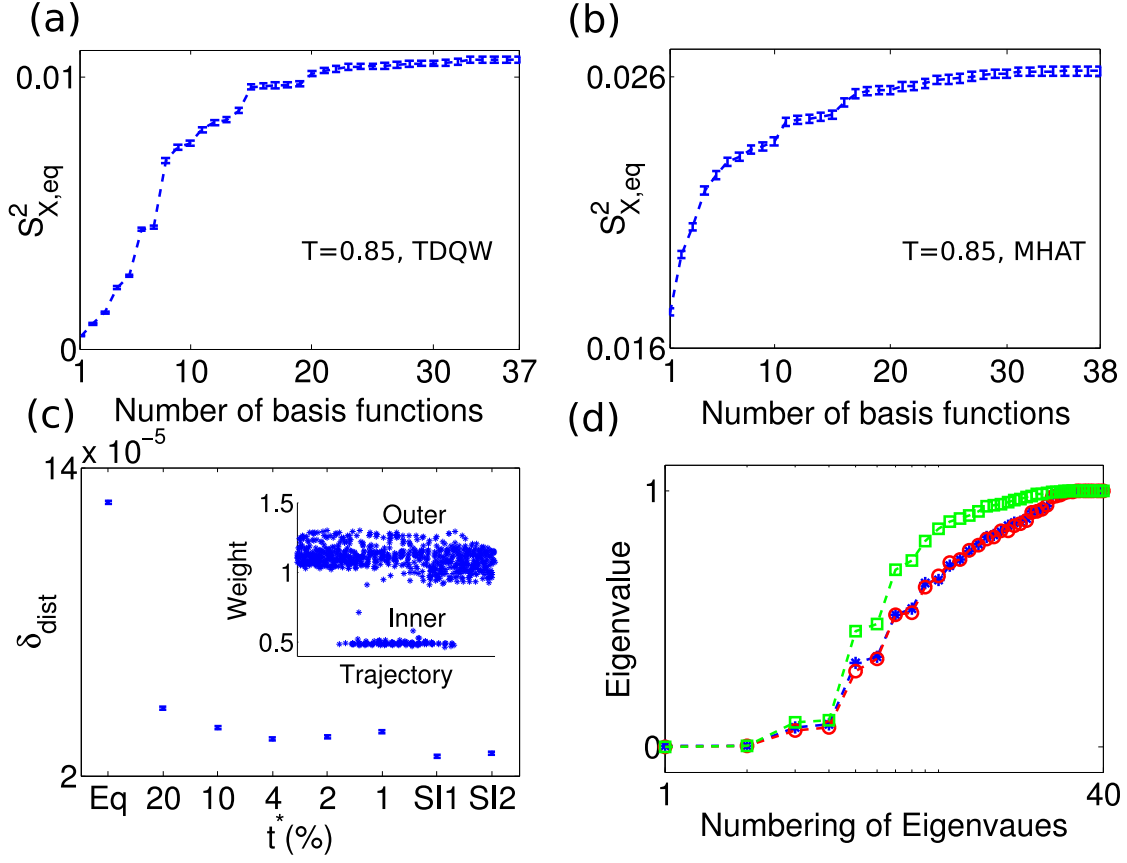 (a)
0.01
S²X,eq
0
T=0.85, TDQW
1 10 20 30 37
Number of basis functions
(b)
0.026
S²X,eq
0.016
T=0.85, MHAT
1 10 20 30 38
Number of basis functions
(c)
14 x 10⁻⁵
δdist
2
1.5
Outer
Weight
1
Inner
0.5
Trajectory
Eq 20 10 4 2 1 SI1 SI2
t*(%)
(d)
1
Eigenvalue
0
1 40
Numbering of Eigenvaues